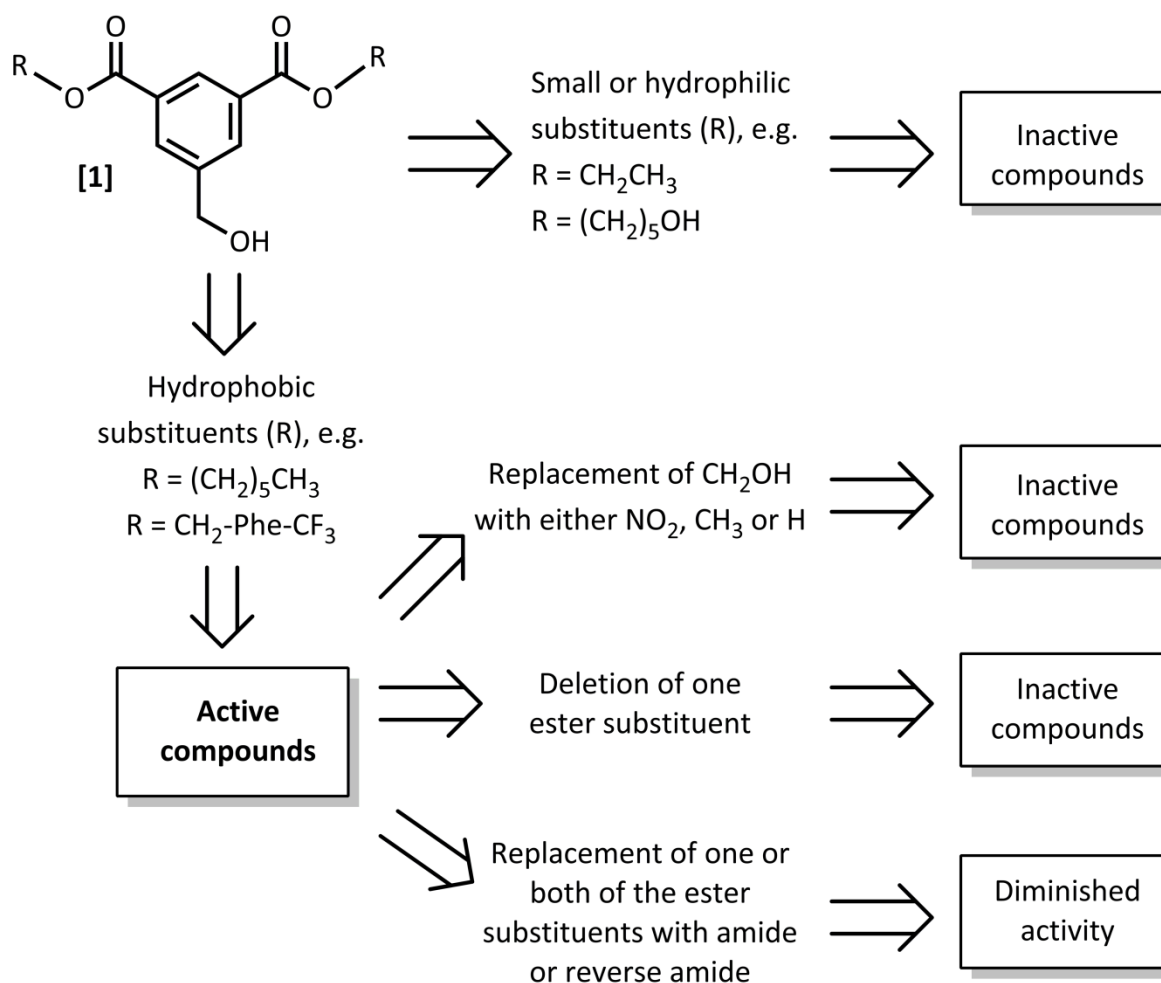 O
O
R
R
O
O
[1]
OH
Small or hydrophilic
substituents (R), e.g.
R = CH₂CH₃
R = (CH₂)₅OH
Inactive
compounds
Hydrophobic
substituents (R), e.g.
R = (CH₂)₅CH₃
R = CH₂-Phe-CF₃
Replacement of CH₂OH
with either NO₂, CH₃ or H
Inactive
compounds
Active
compounds
Deletion of one
ester substituent
Inactive
compounds
Replacement of one or
both of the ester
substituents with amide
or reverse amide
Diminished
activity